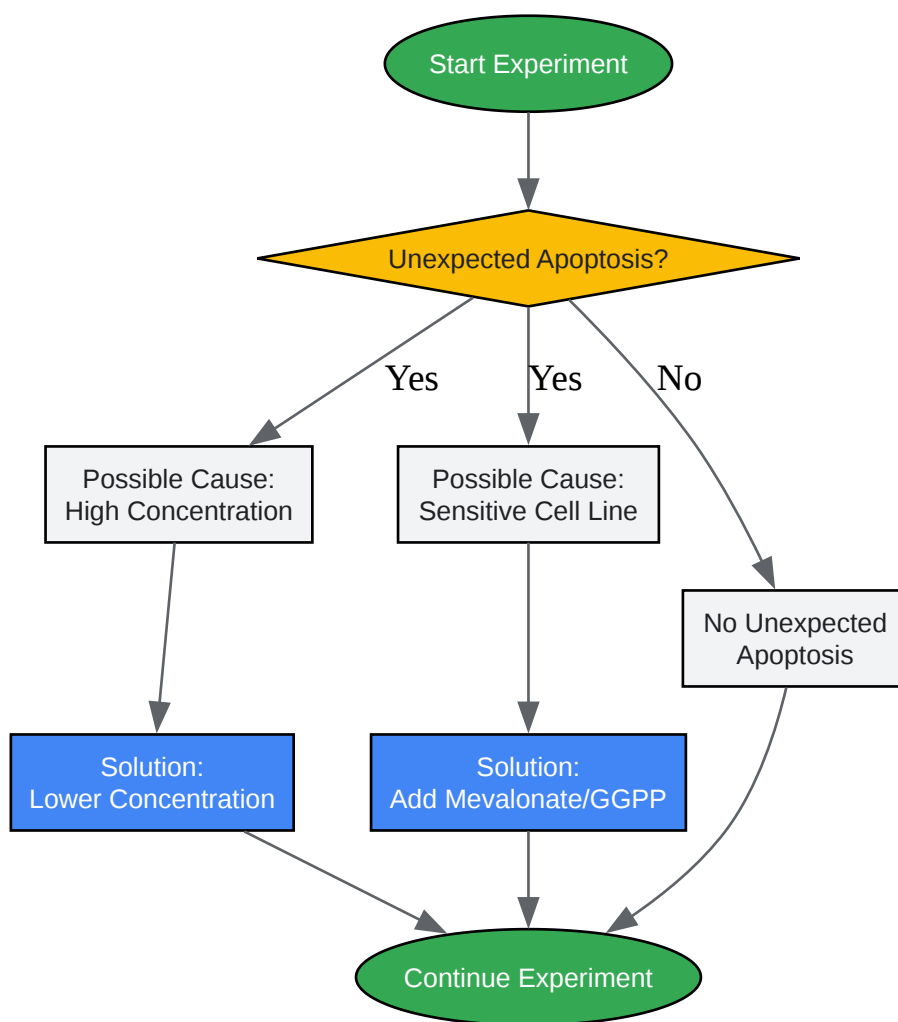 Start Experiment
Unexpected Apoptosis?
Yes
Yes
No
Possible Cause:
High Concentration
Possible Cause:
Sensitive Cell Line
No Unexpected
Apoptosis
Solution:
Lower Concentration
Solution:
Add Mevalonate/GGPP
Continue Experiment